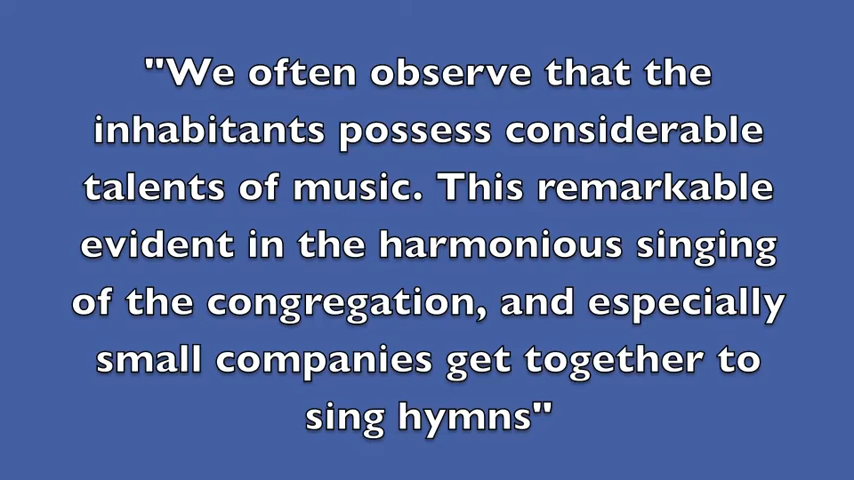 "We often observe that the
inhabitants possess considerable
talents of music. This remarkable
evident in the harmonious singing
of the congregation, and especially
small companies get together to
sing hymns"